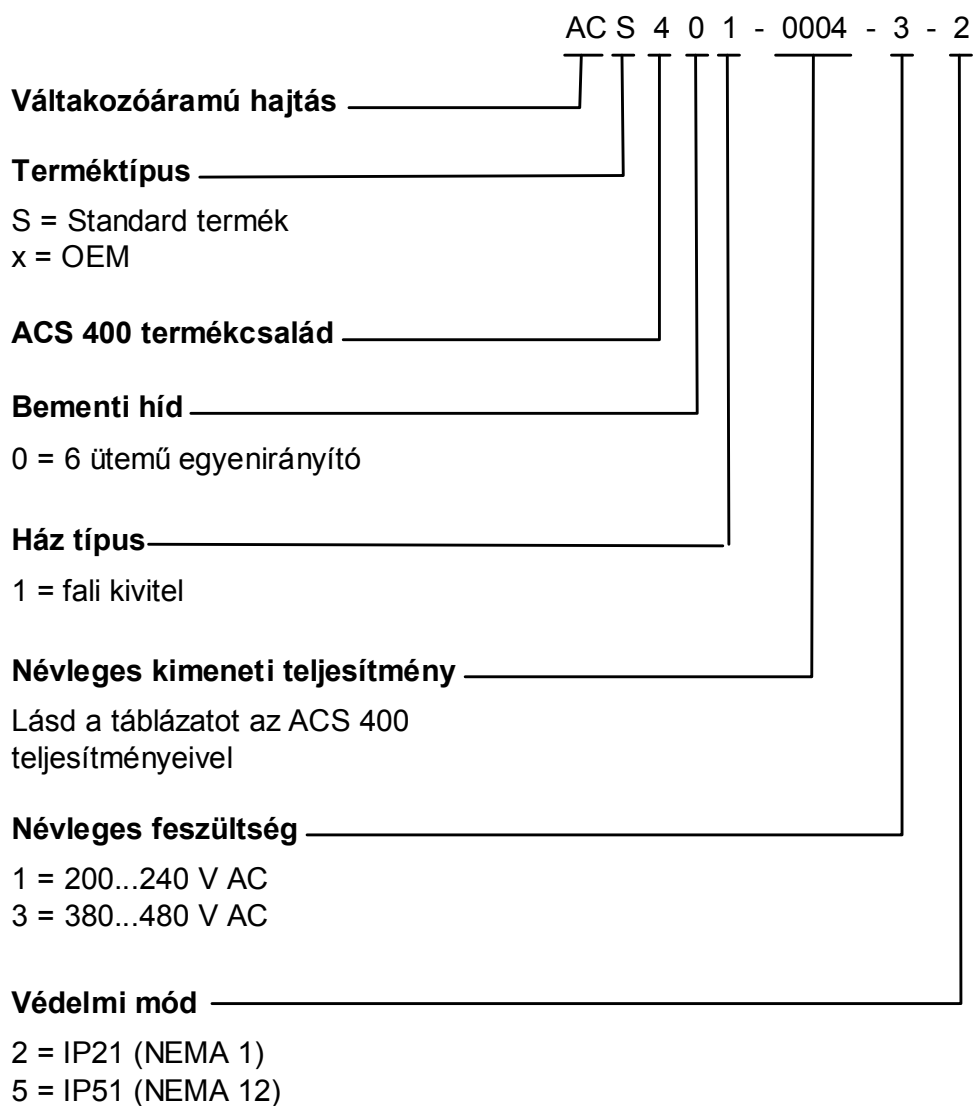 AC S 4 0 1 - 0004 - 3 - 2
Váltakozóáramú hajtás
Terméktípus
S = Standard termék
x = OEM
ACS 400 termékcsalád
Bementi híd
0 = 6 ütemű egyenirányító
Ház típus
1 = fali kivitel
Névleges kimeneti teljesítmény
Lásd a táblázatot az ACS 400
teljesítményeivel
Névleges feszültség
1 = 200...240 V AC
3 = 380...480 V AC
Védelmi mód
2 = IP21 (NEMA 1)
5 = IP51 (NEMA 12)